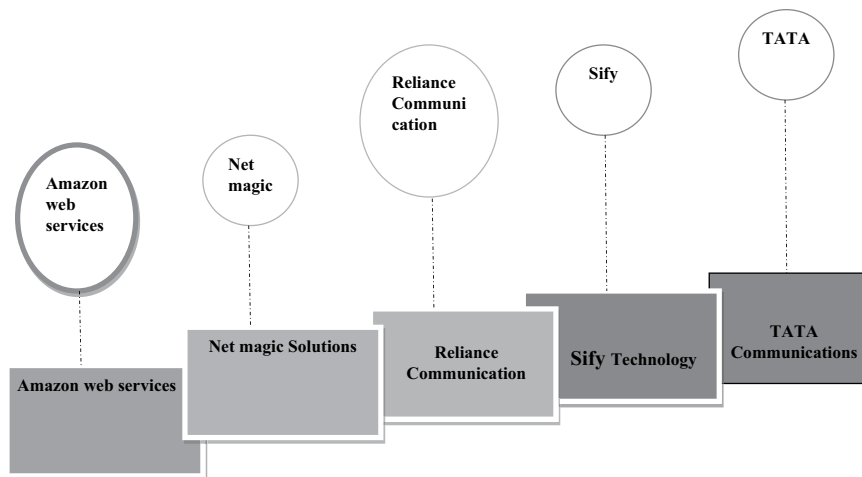 TATA
Sify
Reliance
Communi
cation
Net
magic
Amazon
web
services
TATA
Communications
Sify Technology
Reliance
Communication
Net magic Solutions
Amazon web services